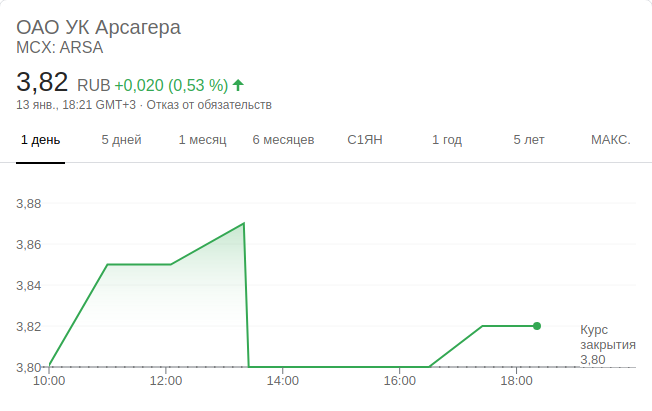 ОАО УК Арсагера
MCX: ARSA
3,82 RUB +0,020 (0,53 %)
13 янв., 18:21 GMT+3 · Отказ от обязательств
1 день 5 дней 1 месяц 6 месяцев С1ЯН 1 год 5 лет МАКС.
3,88
3,86
3,84
3,82
3,80
Курс
закрытия
3,80
10:00 12:00 14:00 16:00 18:00